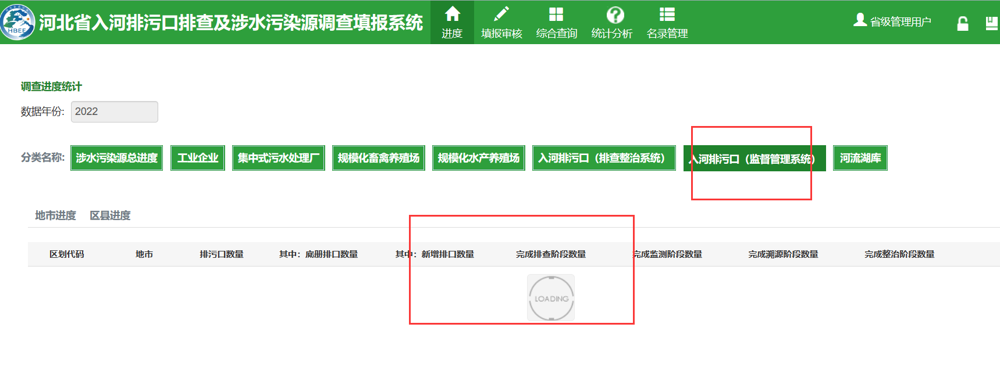 HBEE
河北省入河排污口排查及涉水污染源调查填报系统
进度
填报审核
综合查询
统计分析
名录管理
省级管理用户
调查进度统计
数据年份: 2022
分类名称: 涉水污染源总进度 工业企业 集中式污水处理厂 规模化畜禽养殖场 规模化水产养殖场 入河排污口（排查整治系统） 入河排污口（监督管理系统） 河流湖库
地市进度 区县进度
区划代码 地市 排污口数量 其中：底册排口数量 其中：新增排口数量 完成排查阶段数量 完成监测阶段数量 完成溯源阶段数量 完成整治阶段数量
LOADING